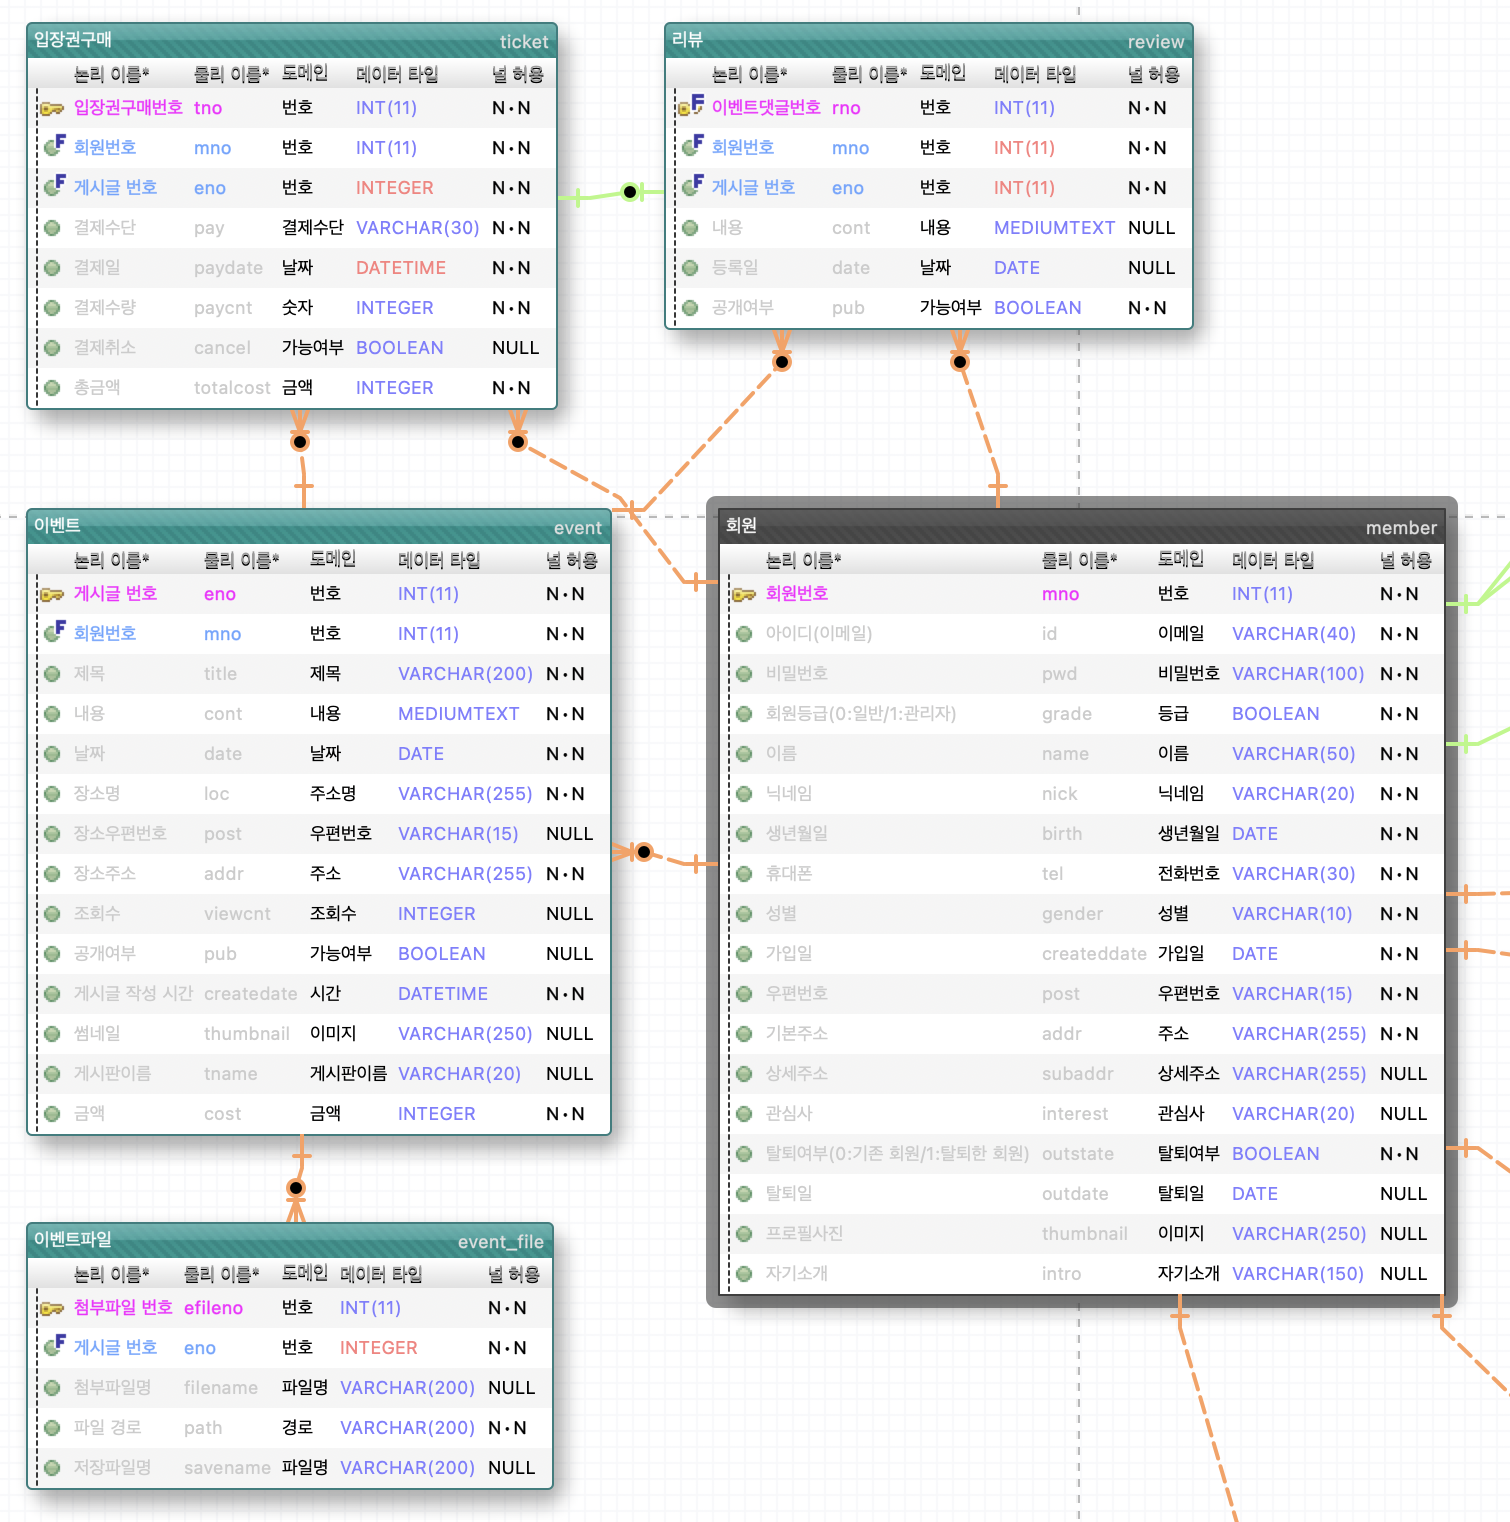 입장권구매 ticket
논리 이름* 물리 이름* 도메인 데이터 타입 널 허용
입장권구매번호 tno 번호 INT(11) N·N
F 회원번호 mno 번호 INT(11) N·N
F 게시글 번호 eno 번호 INTEGER N·N
결제수단 pay 결제수단 VARCHAR(30) N·N
결제일 paydate 날짜 DATETIME N·N
결제수량 paycnt 숫자 INTEGER N·N
결제취소 cancel 가능여부 BOOLEAN NULL
총금액 totalcost 금액 INTEGER N·N
리뷰 review
논리 이름* 물리 이름* 도메인 데이터 타입 널 허용
F 이벤트댓글번호 rno 번호 INT(11) N·N
F 회원번호 mno 번호 INT(11) N·N
F 게시글 번호 eno 번호 INT(11) N·N
내용 cont 내용 MEDIUMTEXT NULL
등록일 date 날짜 DATE NULL
공개여부 pub 가능여부 BOOLEAN N·N
이벤트 event
논리 이름* 물리 이름* 도메인 데이터 타입 널 허용
게시글 번호 eno 번호 INT(11) N·N
F 회원번호 mno 번호 INT(11) N·N
제목 title 제목 VARCHAR(200) N·N
내용 cont 내용 MEDIUMTEXT N·N
날짜 date 날짜 DATE N·N
장소명 loc 주소명 VARCHAR(255) N·N
장소우편번호 post 우편번호 VARCHAR(15) NULL
장소주소 addr 주소 VARCHAR(255) N·N
조회수 viewcnt 조회수 INTEGER NULL
공개여부 pub 가능여부 BOOLEAN NULL
게시글 작성 시간 createdate 시간 DATETIME N·N
썸네일 thumbnail 이미지 VARCHAR(250) NULL
게시판이름 tname 게시판이름 VARCHAR(20) NULL
금액 cost 금액 INTEGER N·N
회원 member
논리 이름* 물리 이름* 도메인 데이터 타입 널 허용
회원번호 mno 번호 INT(11) N·N
아이디(이메일) id 이메일 VARCHAR(40) N·N
비밀번호 pwd 비밀번호 VARCHAR(100) N·N
회원등급(0:일반/1:관리자) grade 등급 BOOLEAN N·N
이름 name 이름 VARCHAR(50) N·N
닉네임 nick 닉네임 VARCHAR(20) N·N
생년월일 birth 생년월일 DATE N·N
휴대폰 tel 전화번호 VARCHAR(30) N·N
성별 gender 성별 VARCHAR(10) N·N
가입일 createddate 가입일 DATE N·N
우편번호 post 우편번호 VARCHAR(15) N·N
기본주소 addr 주소 VARCHAR(255) N·N
상세주소 subaddr 상세주소 VARCHAR(255) NULL
관심사 interest 관심사 VARCHAR(20) NULL
탈퇴여부(0:기존 회원/1:탈퇴한 회원) outstate 탈퇴여부 BOOLEAN N·N
탈퇴일 outdate 탈퇴일 DATE NULL
프로필사진 thumbnail 이미지 VARCHAR(250) NULL
자기소개 intro 자기소개 VARCHAR(150) NULL
이벤트파일 event_file
논리 이름* 물리 이름* 도메인 데이터 타입 널 허용
첨부파일 번호 efileno 번호 INT(11) N·N
F 게시글 번호 eno 번호 INTEGER N·N
첨부파일명 filename 파일명 VARCHAR(200) NULL
파일 경로 path 경로 VARCHAR(200) N·N
저장파일명 savename 파일명 VARCHAR(200) NULL